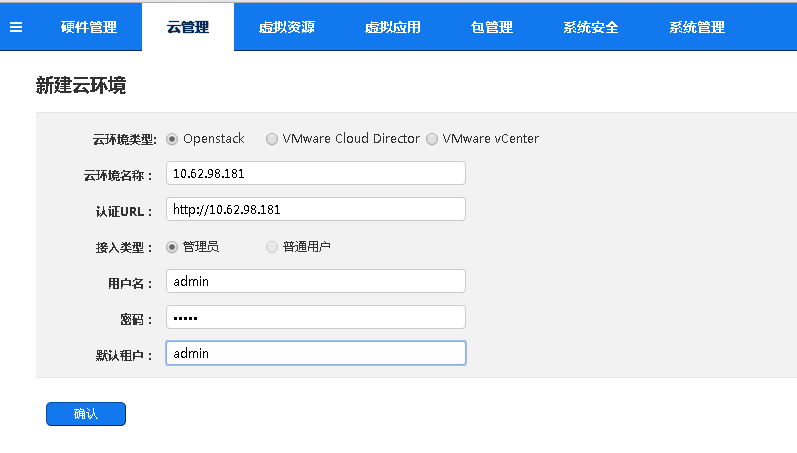 硬件管理 云管理 虚拟资源 虚拟应用 包管理 系统安全 系统管理
新建云环境
云环境类型: Openstack VMware Cloud Director VMware vCenter
云环境名称： 10.62.98.181
认证URL： http://10.62.98.181
接入类型： 管理员 普通用户
用户名： admin
密码： •••••
默认租户： admin
确认